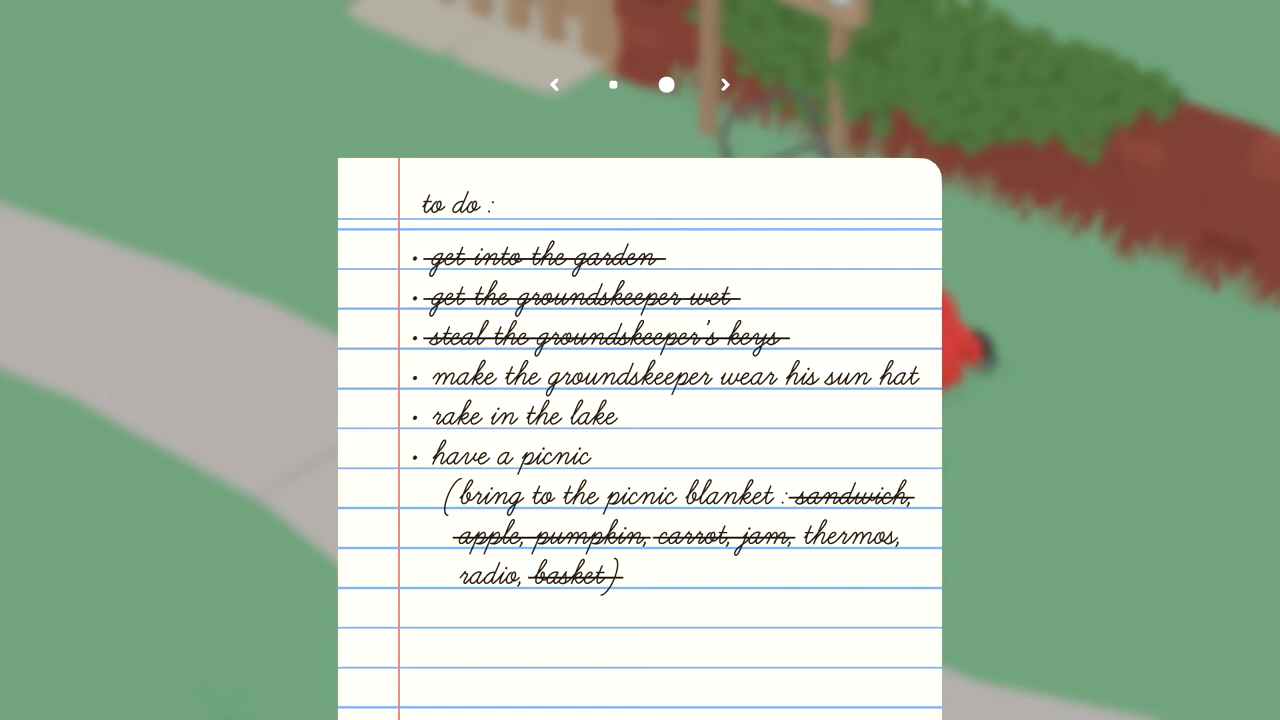 to do :
• get into the garden
• get the groundskeeper wet
• steal the groundskeeper's keys
• make the groundskeeper wear his sun hat
• rake in the lake
• have a picnic
(bring to the picnic blanket : sandwich,
apple, pumpkin, carrot, jam, thermos,
radio, basket)